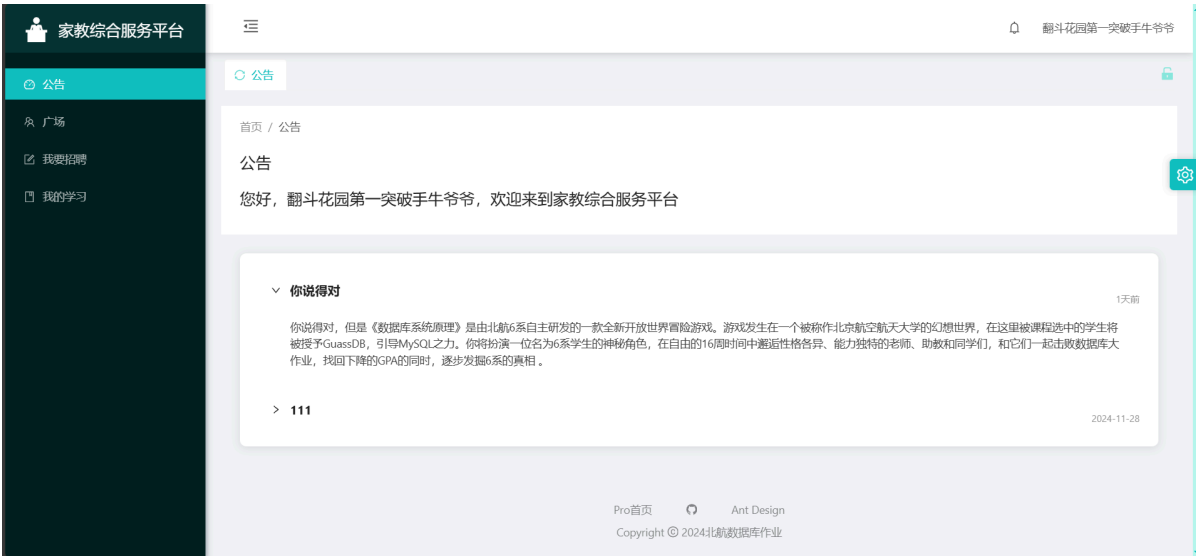 家教综合服务平台
翻斗花园第一突破手牛爷爷
公告
广场
我要招聘
我的学习
公告
首页 / 公告
公告
您好，翻斗花园第一突破手牛爷爷，欢迎来到家教综合服务平台
你说得对
1天前
你说得对，但是《数据库系统原理》是由北航6系自主研发的一款全新开放世界冒险游戏。游戏发生在一个被称作北京航空航天大学的幻想世界，在这里被课程选中的学生将
被授予GuassDB，引导MySQL之力。你将扮演一位名为6系学生的神秘角色，在自由的16周时间中邂逅性格各异、能力独特的老师、助教和同学们，和它们一起击败数据库大
作业，找回下降的GPA的同时，逐步发掘6系的真相 。
111
2024-11-28
Pro首页 Ant Design
Copyright © 2024北航数据库作业